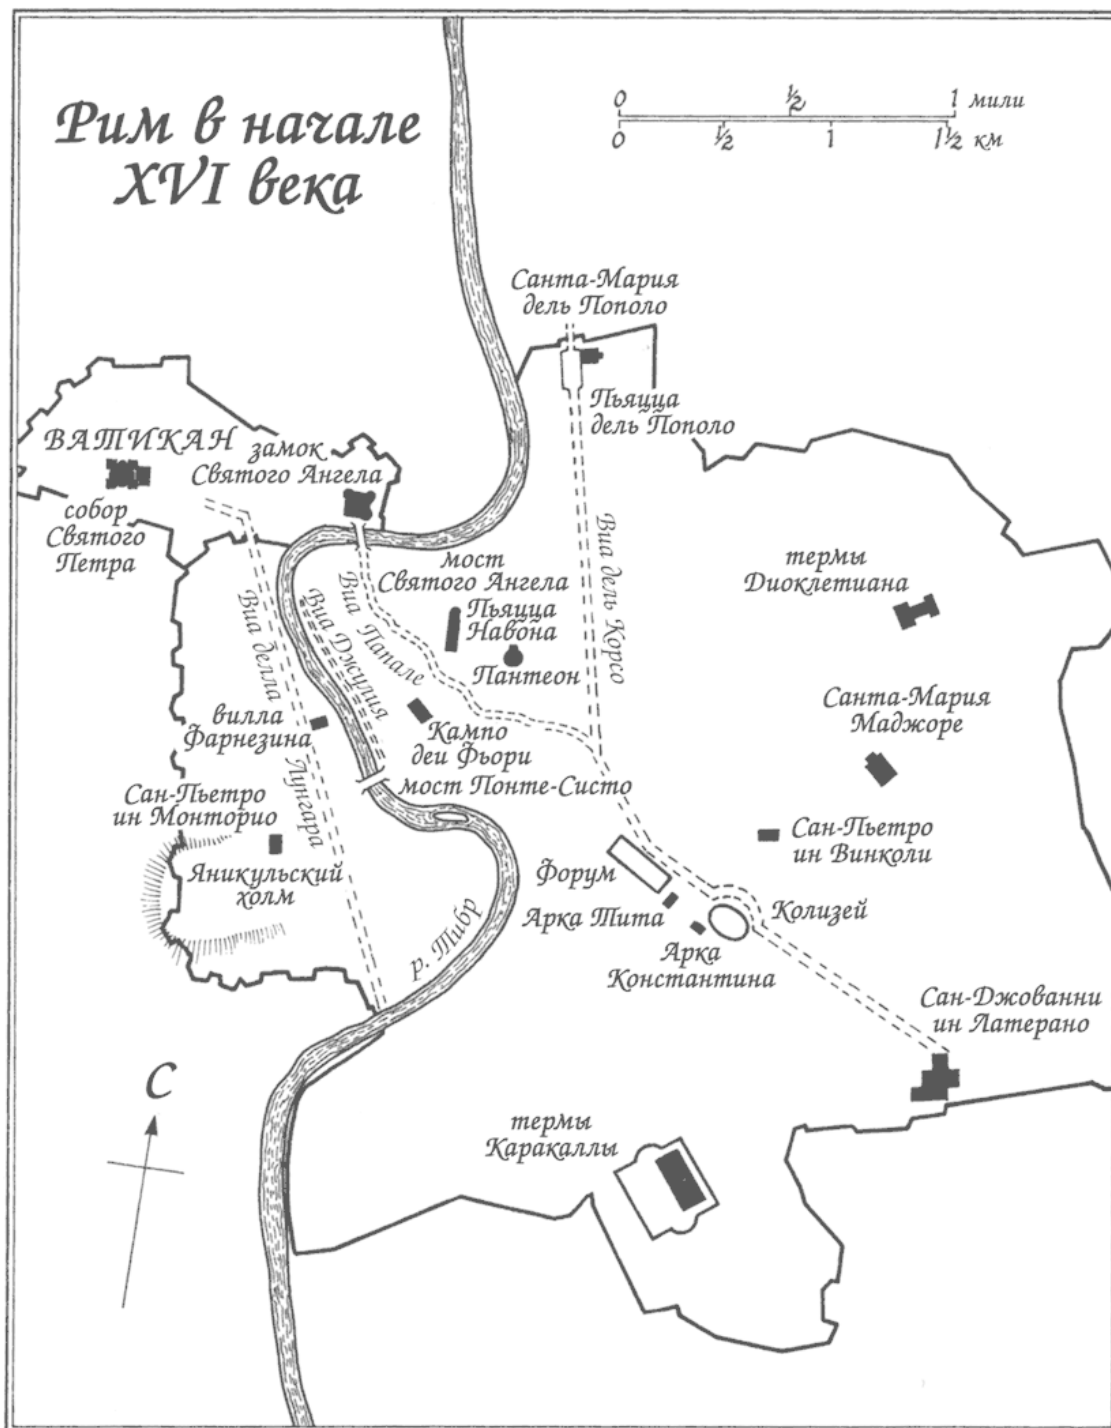 Рим в начале
XVI века
0 ½ 1 мили
0 ½ 1 1½ км
Санта-Мария
дель Пополо
Пьяцца
дель Пополо
ВАТИКАН
замок
Святого Ангела
собор
Святого
Петра
мост
Святого Ангела
Пьяцца
Навона
Пантеон
Виа дель Корсо
термы
Диоклетиана
Виа делла
Лунгара
Виа Джулия
Виа Папале
вилла
Фарнезина
Кампо
деи Фьори
мост Понте-Систо
Санта-Мария
Маджоре
Сан-Пьетро
ин Монторио
Яникульский
холм
Сан-Пьетро
ин Винколи
Форум
Арка Тита
Колизей
Арка
Константина
р. Тибр
Сан-Джованни
ин Латерано
С
термы
Каракаллы